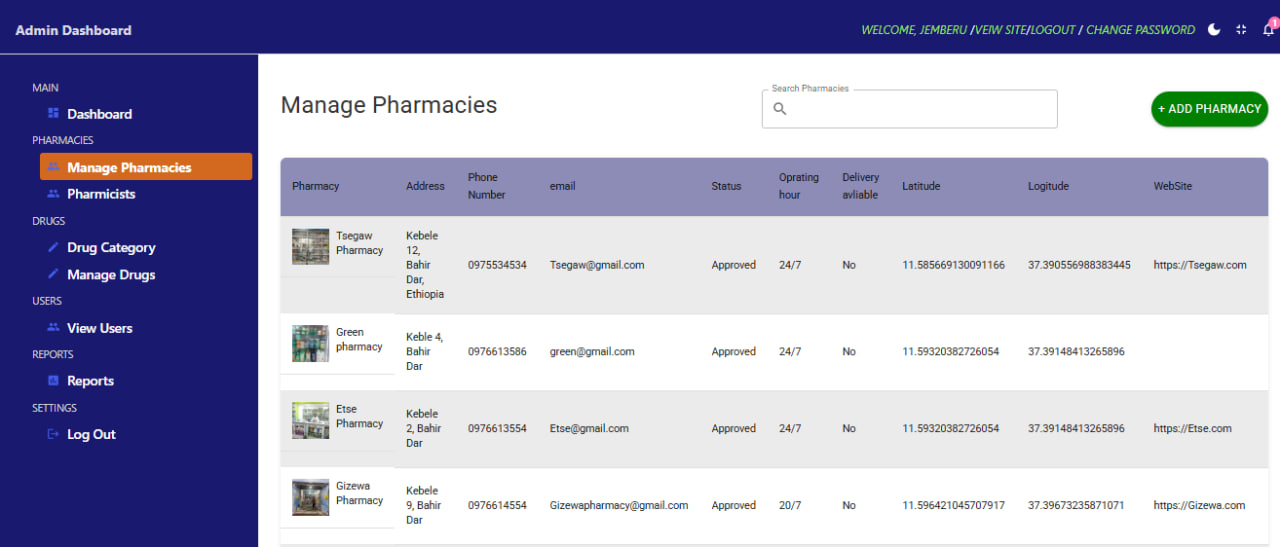 Admin Dashboard
WELCOME, JEMBERU /VEIW SITE/LOGOUT / CHANGE PASSWORD
1
MAIN
Dashboard
PHARMACIES
Manage Pharmacies
Pharmicists
DRUGS
Drug Category
Manage Drugs
USERS
View Users
REPORTS
Reports
SETTINGS
Log Out
Manage Pharmacies
Search Pharmacies
+ ADD PHARMACY
Pharmacy Address Phone Number email Status Oprating hour Delivery avliable Latitude Logitude WebSite
Tsegaw Pharmacy Kebele 12, Bahir Dar, Ethiopia 0975534534 Tsegaw@gmail.com Approved 24/7 No 11.585669130091166 37.390556988383445 https://Tsegaw.com
Green pharmacy Keble 4, Bahir Dar 0976613586 green@gmail.com Approved 24/7 No 11.59320382726054 37.39148413265896
Etse Pharmacy Kebele 2, Bahir Dar 0976613554 Etse@gmail.com Approved 24/7 No 11.59320382726054 37.39148413265896 https://Etse.com
Gizewa Pharmacy Kebele 9, Bahir Dar 0976614554 Gizewapharmacy@gmail.com Approved 20/7 No 11.596421045707917 37.39673235871071 https://Gizewa.com